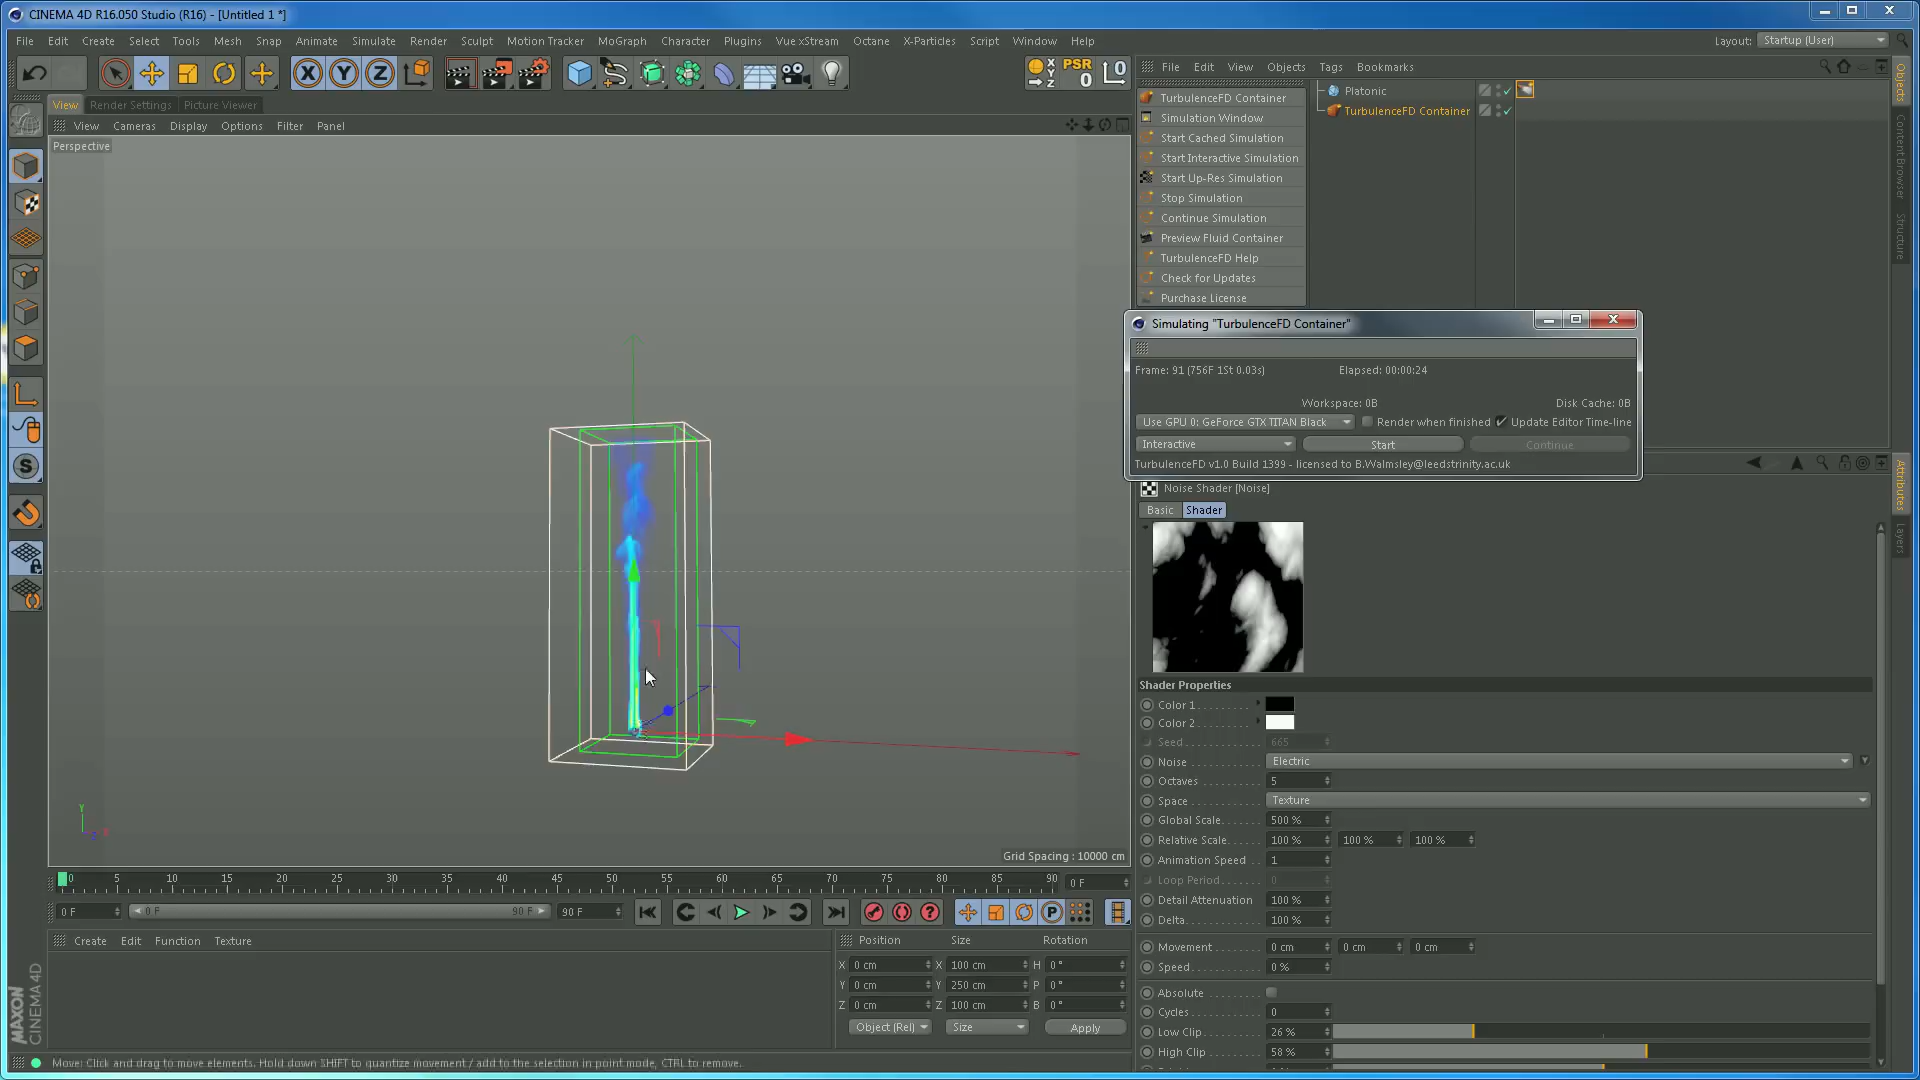 CINEMA 4D R16.050 Studio (R16) - [Untitled 1 *]
File Edit Create Select Tools Mesh Snap Animate Simulate Render Sculpt Motion Tracker MoGraph Character Plugins Vue xStream Octane X-Particles Script Window Help
Layout: Startup (User)
X Y Z
X Y Z PSR 0 0
File Edit View Objects Tags Bookmarks
View Render Settings Picture Viewer
View Cameras Display Options Filter Panel
Perspective
TurbulenceFD Container
Simulation Window
Start Cached Simulation
Start Interactive Simulation
Start Up-Res Simulation
Stop Simulation
Continue Simulation
Preview Fluid Container
TurbulenceFD Help
Check for Updates
Purchase License
Platonic
TurbulenceFD Container
Objects
Content Browser
Structure
Simulating "TurbulenceFD Container"
Frame: 91 (756F 1St 0.03s) Elapsed: 00:00:24
Workspace: 0B Disk Cache: 0B
Use GPU 0: GeForce GTX TITAN Black Render when finished Update Editor Time-line
Interactive Start Continue
TurbulenceFD v1.0 Build 1399 - licensed to B.Walmsley@leedstrinity.ac.uk
Attributes
Layers
Noise Shader [Noise]
Basic Shader
Shader Properties
Color 1
Color 2
Seed 665
Noise Electric
Octaves 5
Space Texture
Global Scale 500 %
Relative Scale 100 % 100 % 100 %
Animation Speed 1
Loop Period 0
Detail Attenuation 100 %
Delta 100 %
Movement 0 cm 0 cm 0 cm
Speed 0 %
Absolute
Cycles 0
Low Clip 26 %
High Clip 58 %
Y
Grid Spacing : 10000 cm
0 5 10 15 20 25 30 35 40 45 50 55 60 65 70 75 80 85 90 0 F
0 F 0 F 90 F 90 F
Create Edit Function Texture
Position Size Rotation
X 0 cm X 100 cm H 0 °
Y 0 cm Y 250 cm P 0 °
Z 0 cm Z 100 cm B 0 °
Object (Rel) Size Apply
MAXON CINEMA 4D
Move: Click and drag to move elements. Hold down SHIFT to quantize movement / add to the selection in point mode, CTRL to remove.